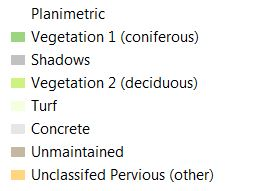 Planimetric
Vegetation 1 (coniferous)
Shadows
Vegetation 2 (deciduous)
Turf
Concrete
Unmaintained
Unclassifed Pervious (other)